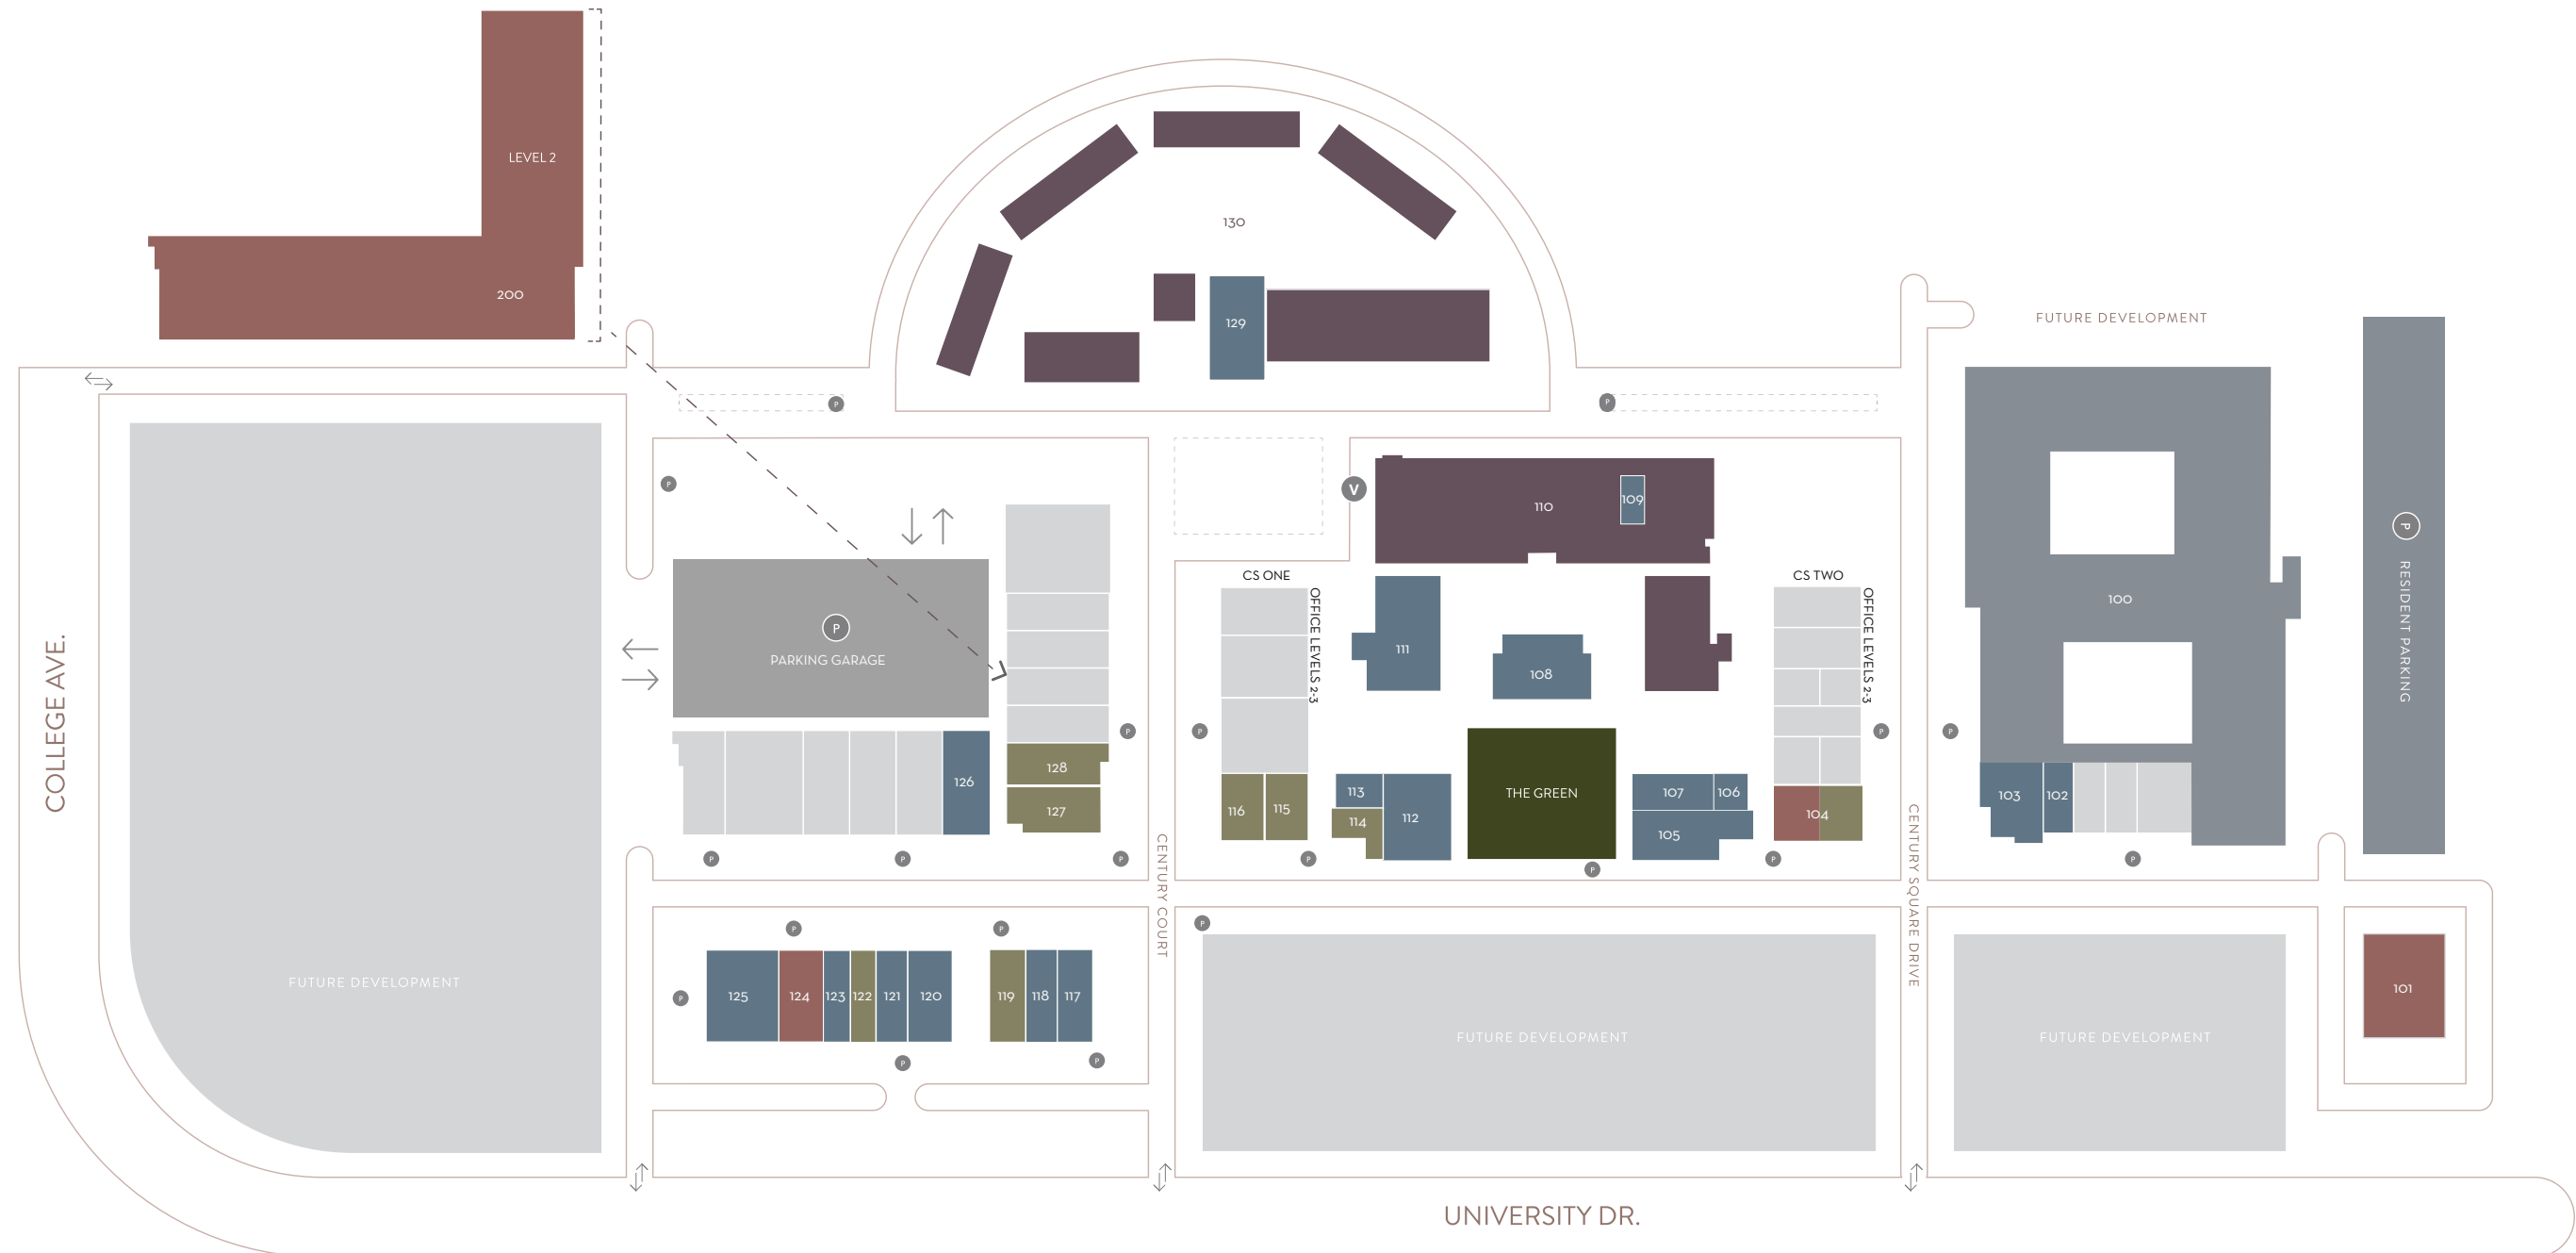 LEVEL 2
200
130
129
FUTURE DEVELOPMENT
P
P
P
V
110
109
P
RESIDENT PARKING
CS ONE
OFFICE LEVELS 2-3
CS TWO
OFFICE LEVELS 2-3
100
P
PARKING GARAGE
111
108
COLLEGE AVE.
P
P
P
P
126
128
127
116
115
113
114
112
THE GREEN
107
106
105
104
103
102
P
P
P
P
P
P
P
CENTURY COURT
CENTURY SQUARE DRIVE
P
P
P
P
FUTURE DEVELOPMENT
125
124
123
122
121
120
119
118
117
101
FUTURE DEVELOPMENT
FUTURE DEVELOPMENT
P
P
UNIVERSITY DR.